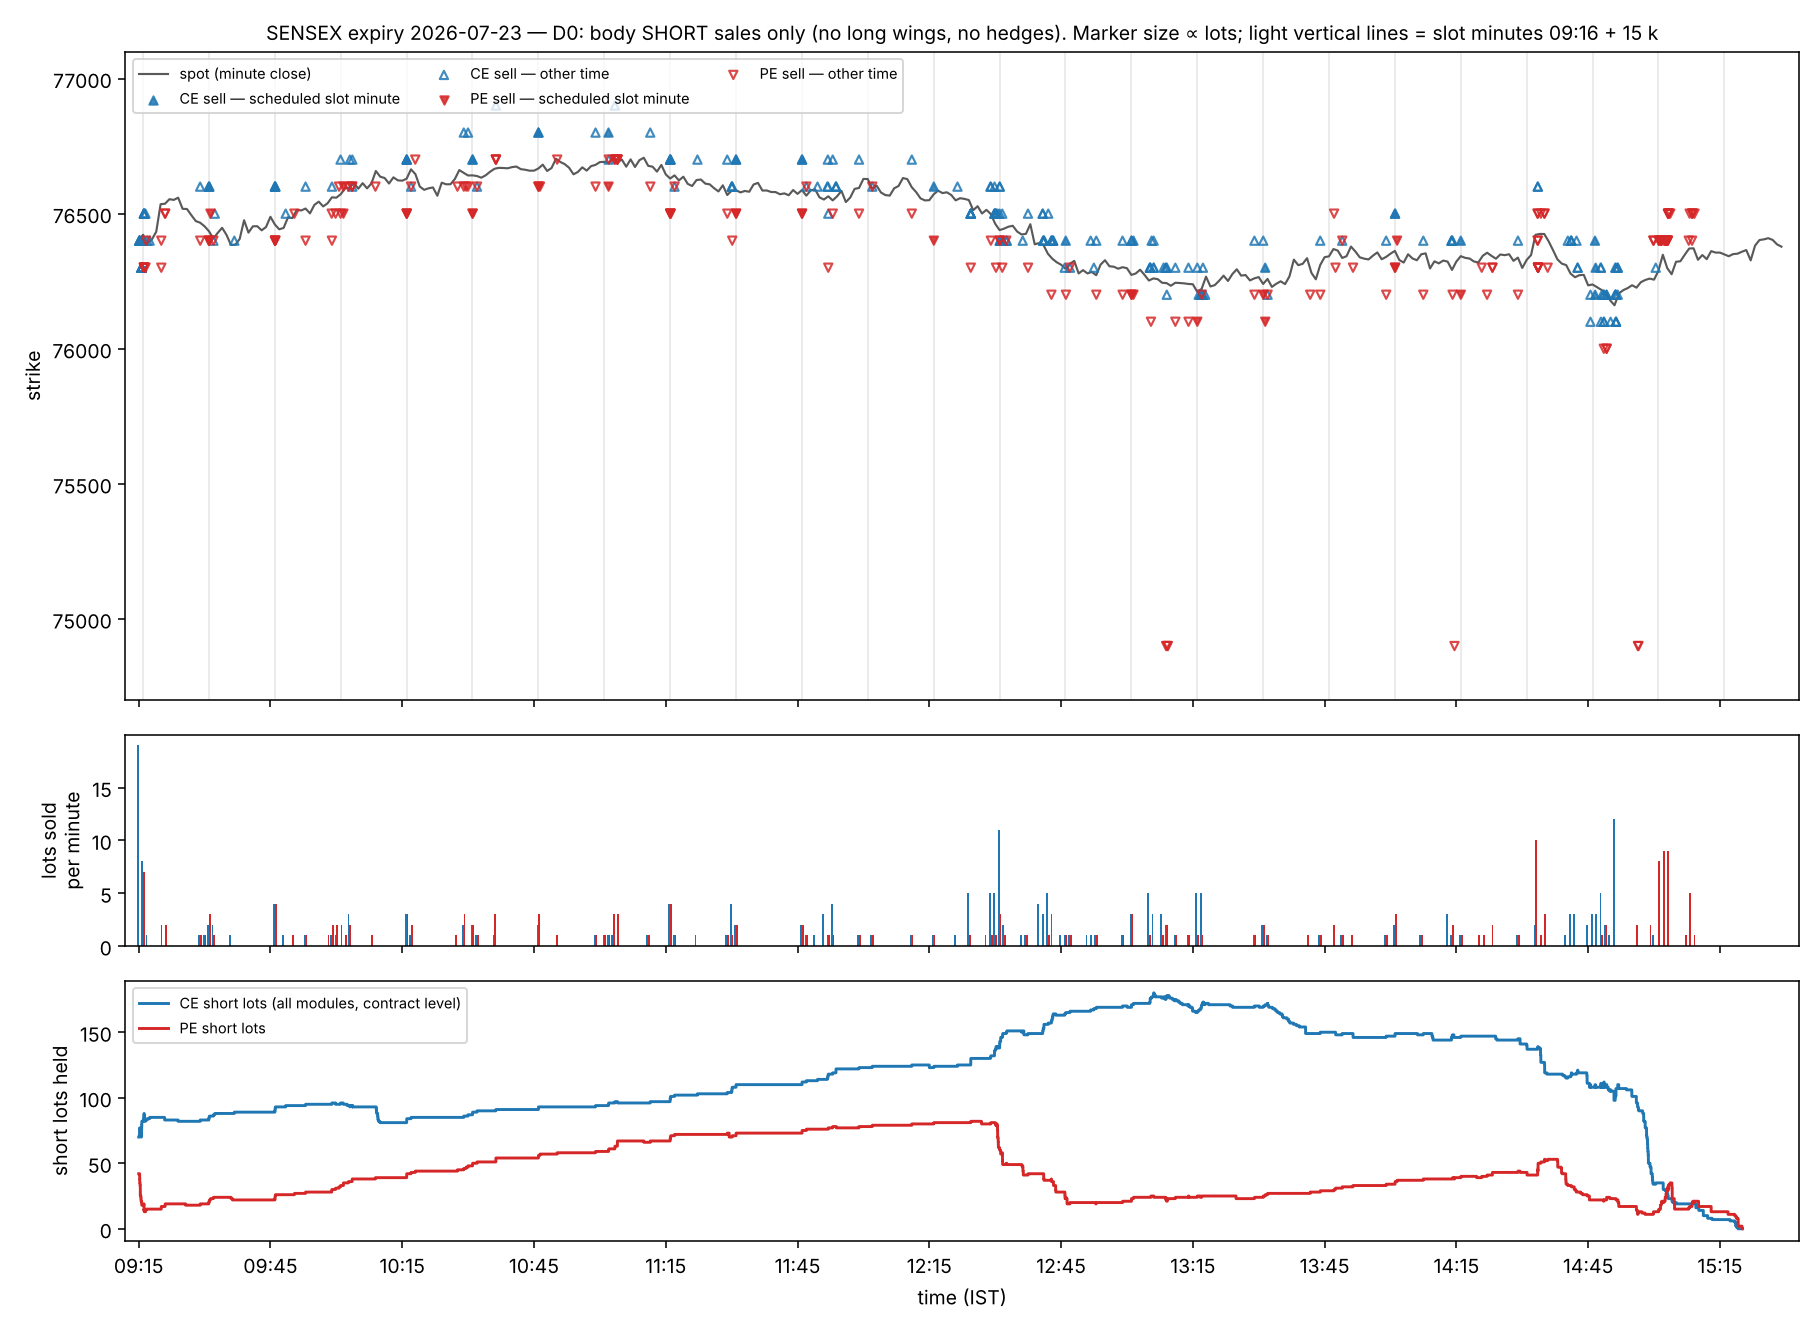 SENSEX expiry 2026-07-23 — D0: body SHORT sales only (no long wings, no hedges). Marker size ∝ lots; light vertical lines = slot minutes 09:16 + 15 k
spot (minute close)
CE sell — scheduled slot minute
CE sell — other time
PE sell — scheduled slot minute
PE sell — other time
77000
76500
76000
75500
75000
strike
15
10
5
0
lots sold
per minute
CE short lots (all modules, contract level)
PE short lots
150
100
50
0
short lots held
09:15
09:45
10:15
10:45
11:15
11:45
12:15
12:45
13:15
13:45
14:15
14:45
15:15
time (IST)